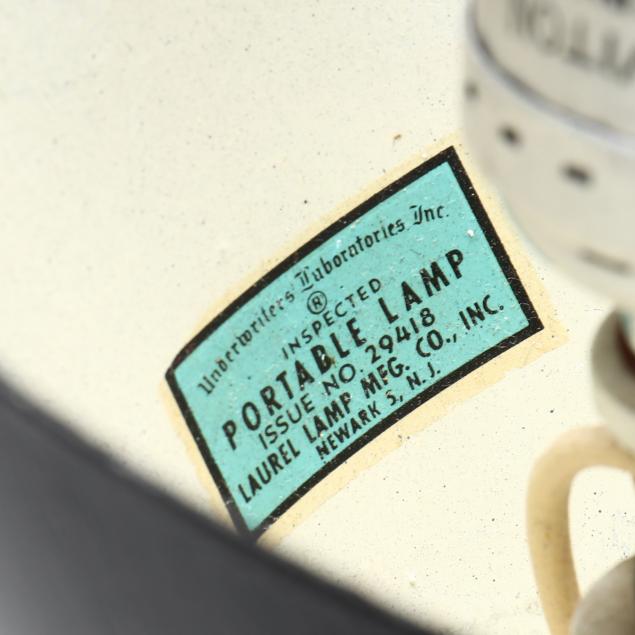 Underwriters Laboratories Inc.
®
INSPECTED
PORTABLE LAMP
ISSUE NO. 29418
LAUREL LAMP MFG. CO., INC.
NEWARK 5, N.J.